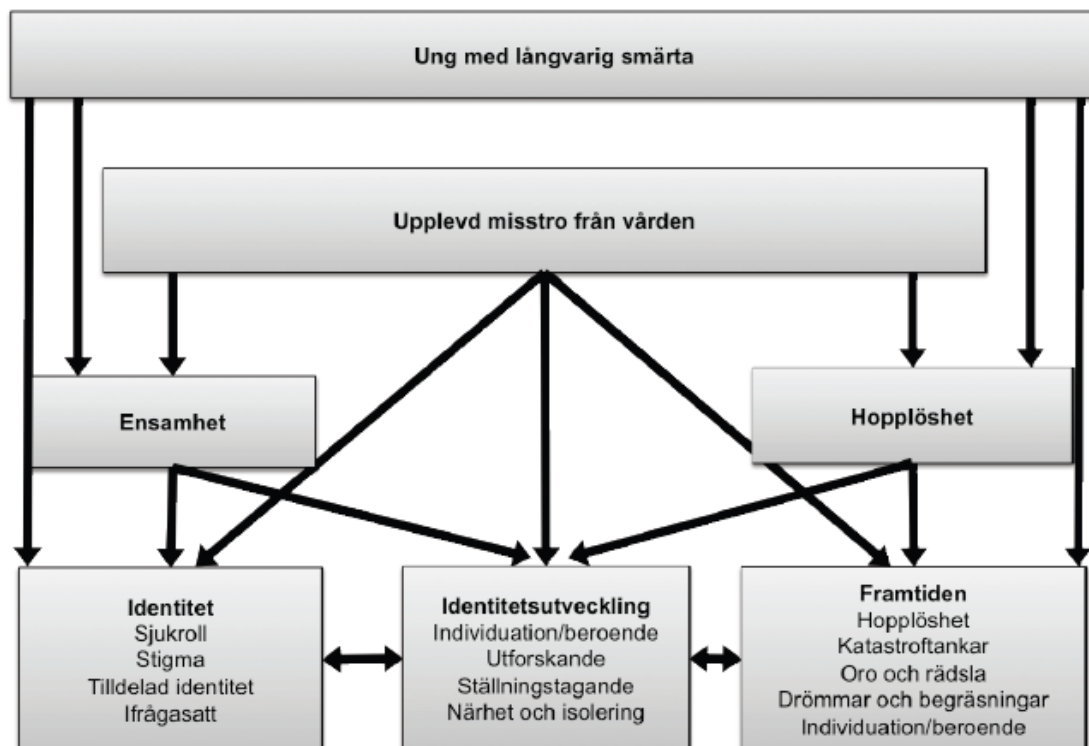 Ung med långvarig smärta
Upplevd misstro från vården
Ensamhet
Hopplöshet
Identitet
Sjukroll
Stigma
Tilldelad identitet
Ifrågasatt
Identitetsutveckling
Individuation/beroende
Utforskande
Ställningstagande
Närhet och isolering
Framtiden
Hopplöshet
Katastroftankar
Oro och rädsla
Drömmar och begräsningar
Individuation/beroende